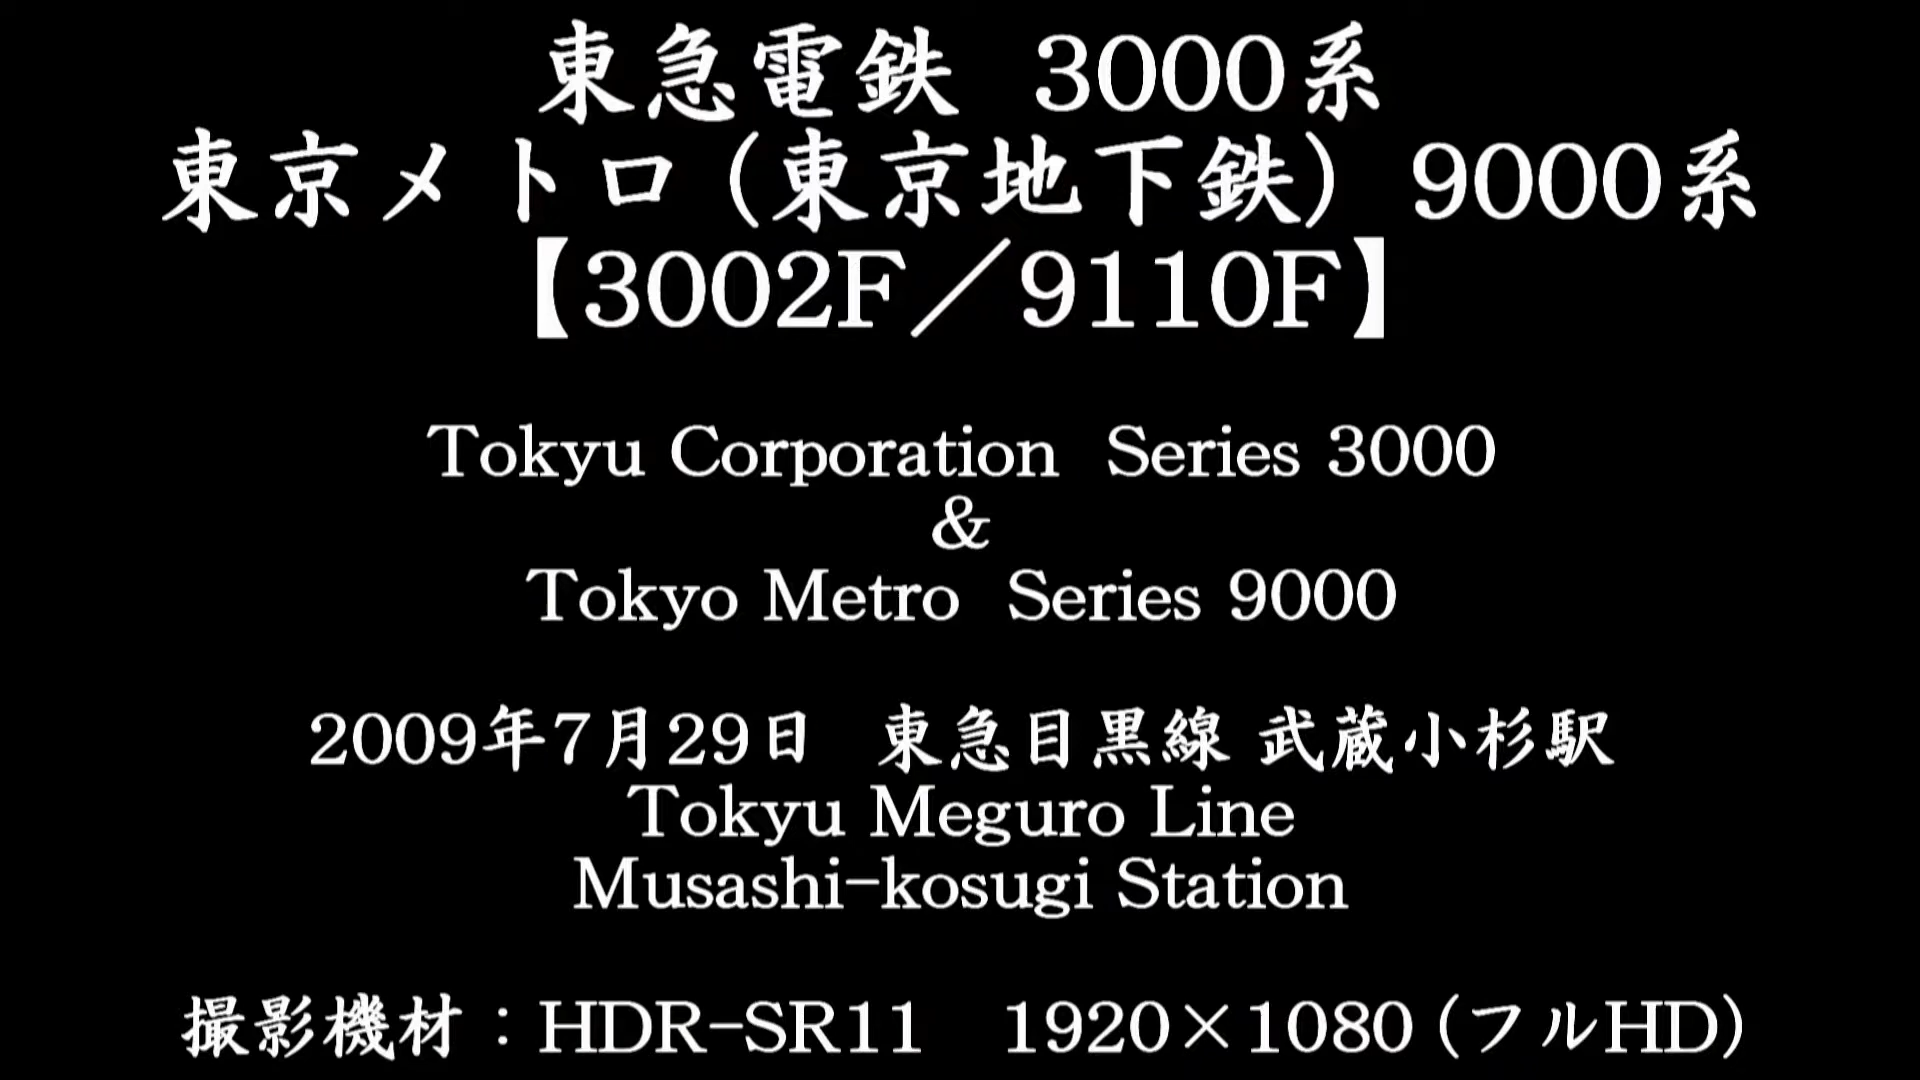 東急電鉄　3000系
東京メトロ（東京地下鉄）　9000系
【3002F／9110F】
Tokyu Corporation  Series 3000
&
Tokyo Metro  Series 9000
2009年7月29日　東急目黒線 武蔵小杉駅
Tokyu Meguro Line
Musashi-kosugi Station
撮影機材：HDR-SR11　1920×1080（フルHD）